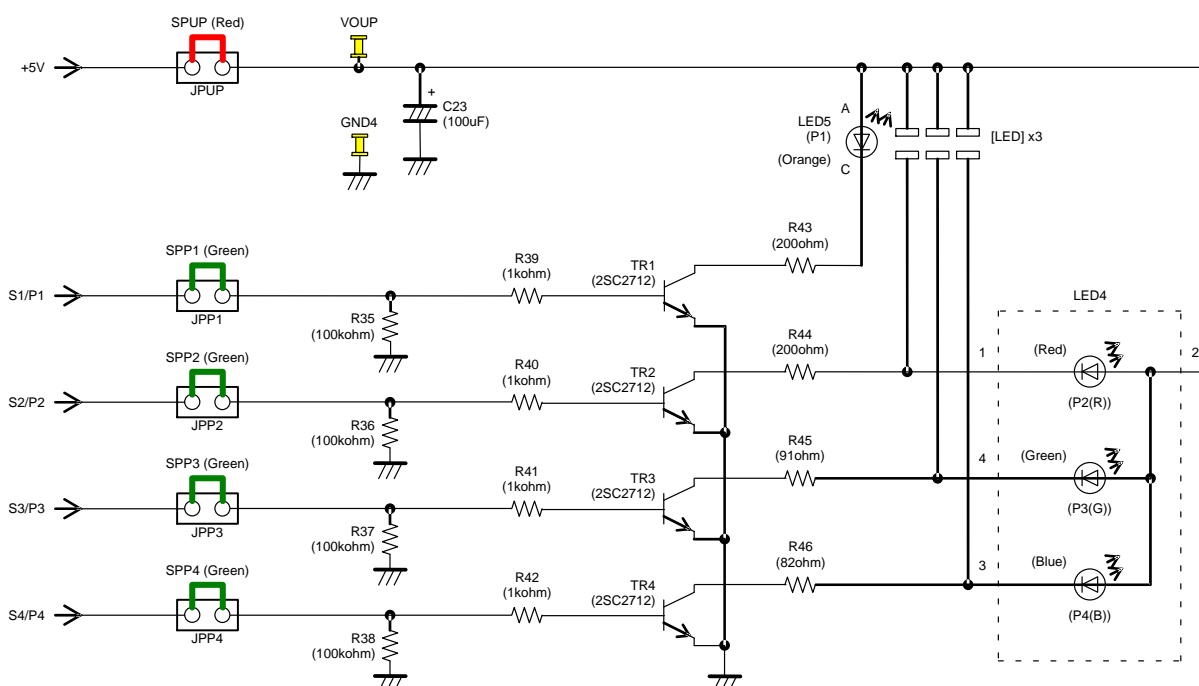 SPUP (Red)
VOUP
+5V
JPUP
+
C23
(100uF)
GND4
A
LED5
(P1)
(Orange)
C
[LED] x3
SPP1 (Green)
R43
(200ohm)
R39
(1kohm)
TR1
(2SC2712)
S1/P1
JPP1
R35
(100kohm)
LED4
SPP2 (Green)
R44
(200ohm)
R40
(1kohm)
TR2
(2SC2712)
1
(Red)
2
S2/P2
JPP2
R36
(100kohm)
(P2(R))
SPP3 (Green)
R45
(91ohm)
R41
(1kohm)
TR3
(2SC2712)
4
(Green)
S3/P3
JPP3
R37
(100kohm)
(P3(G))
SPP4 (Green)
R46
(82ohm)
R42
(1kohm)
TR4
(2SC2712)
3
(Blue)
S4/P4
JPP4
R38
(100kohm)
(P4(B))